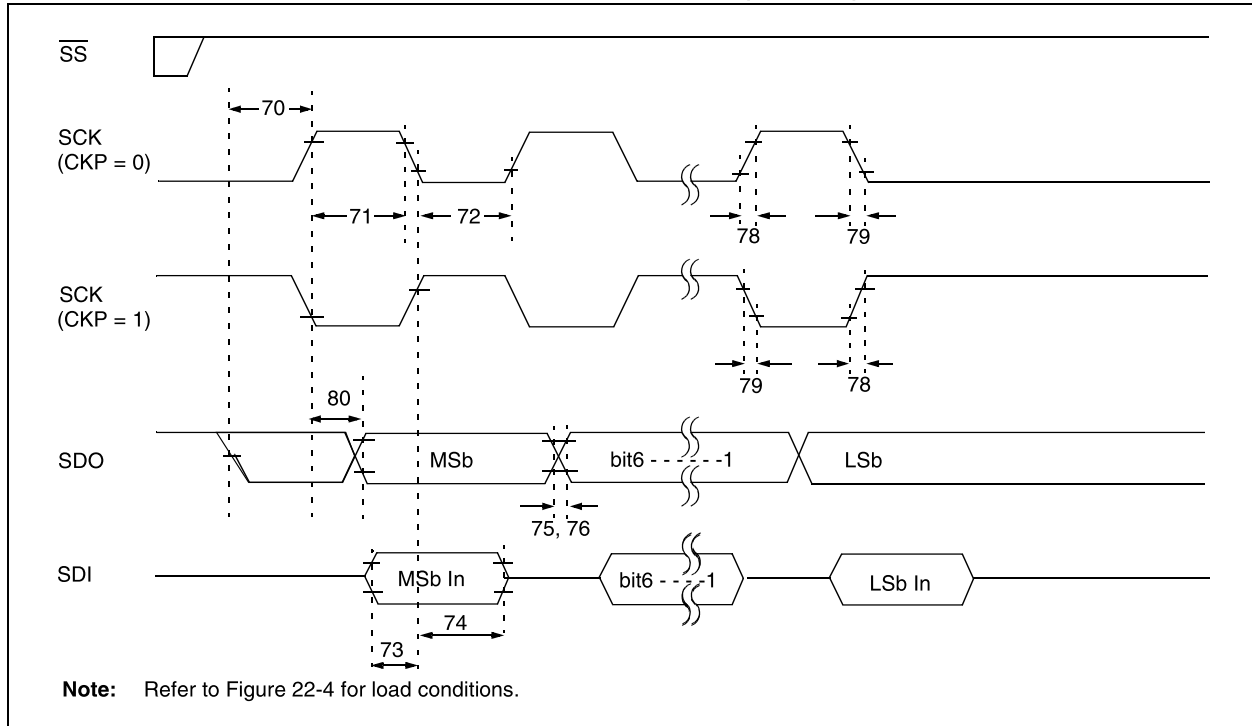 SS
70
SCK
(CKP = 0)
71
72
78
79
SCK
(CKP = 1)
79
78
80
SDO
MSb
bit6 - - - - - -1
LSb
75, 76
SDI
MSb In
bit6 - - - -1
LSb In
74
73
Note: Refer to Figure 22-4 for load conditions.